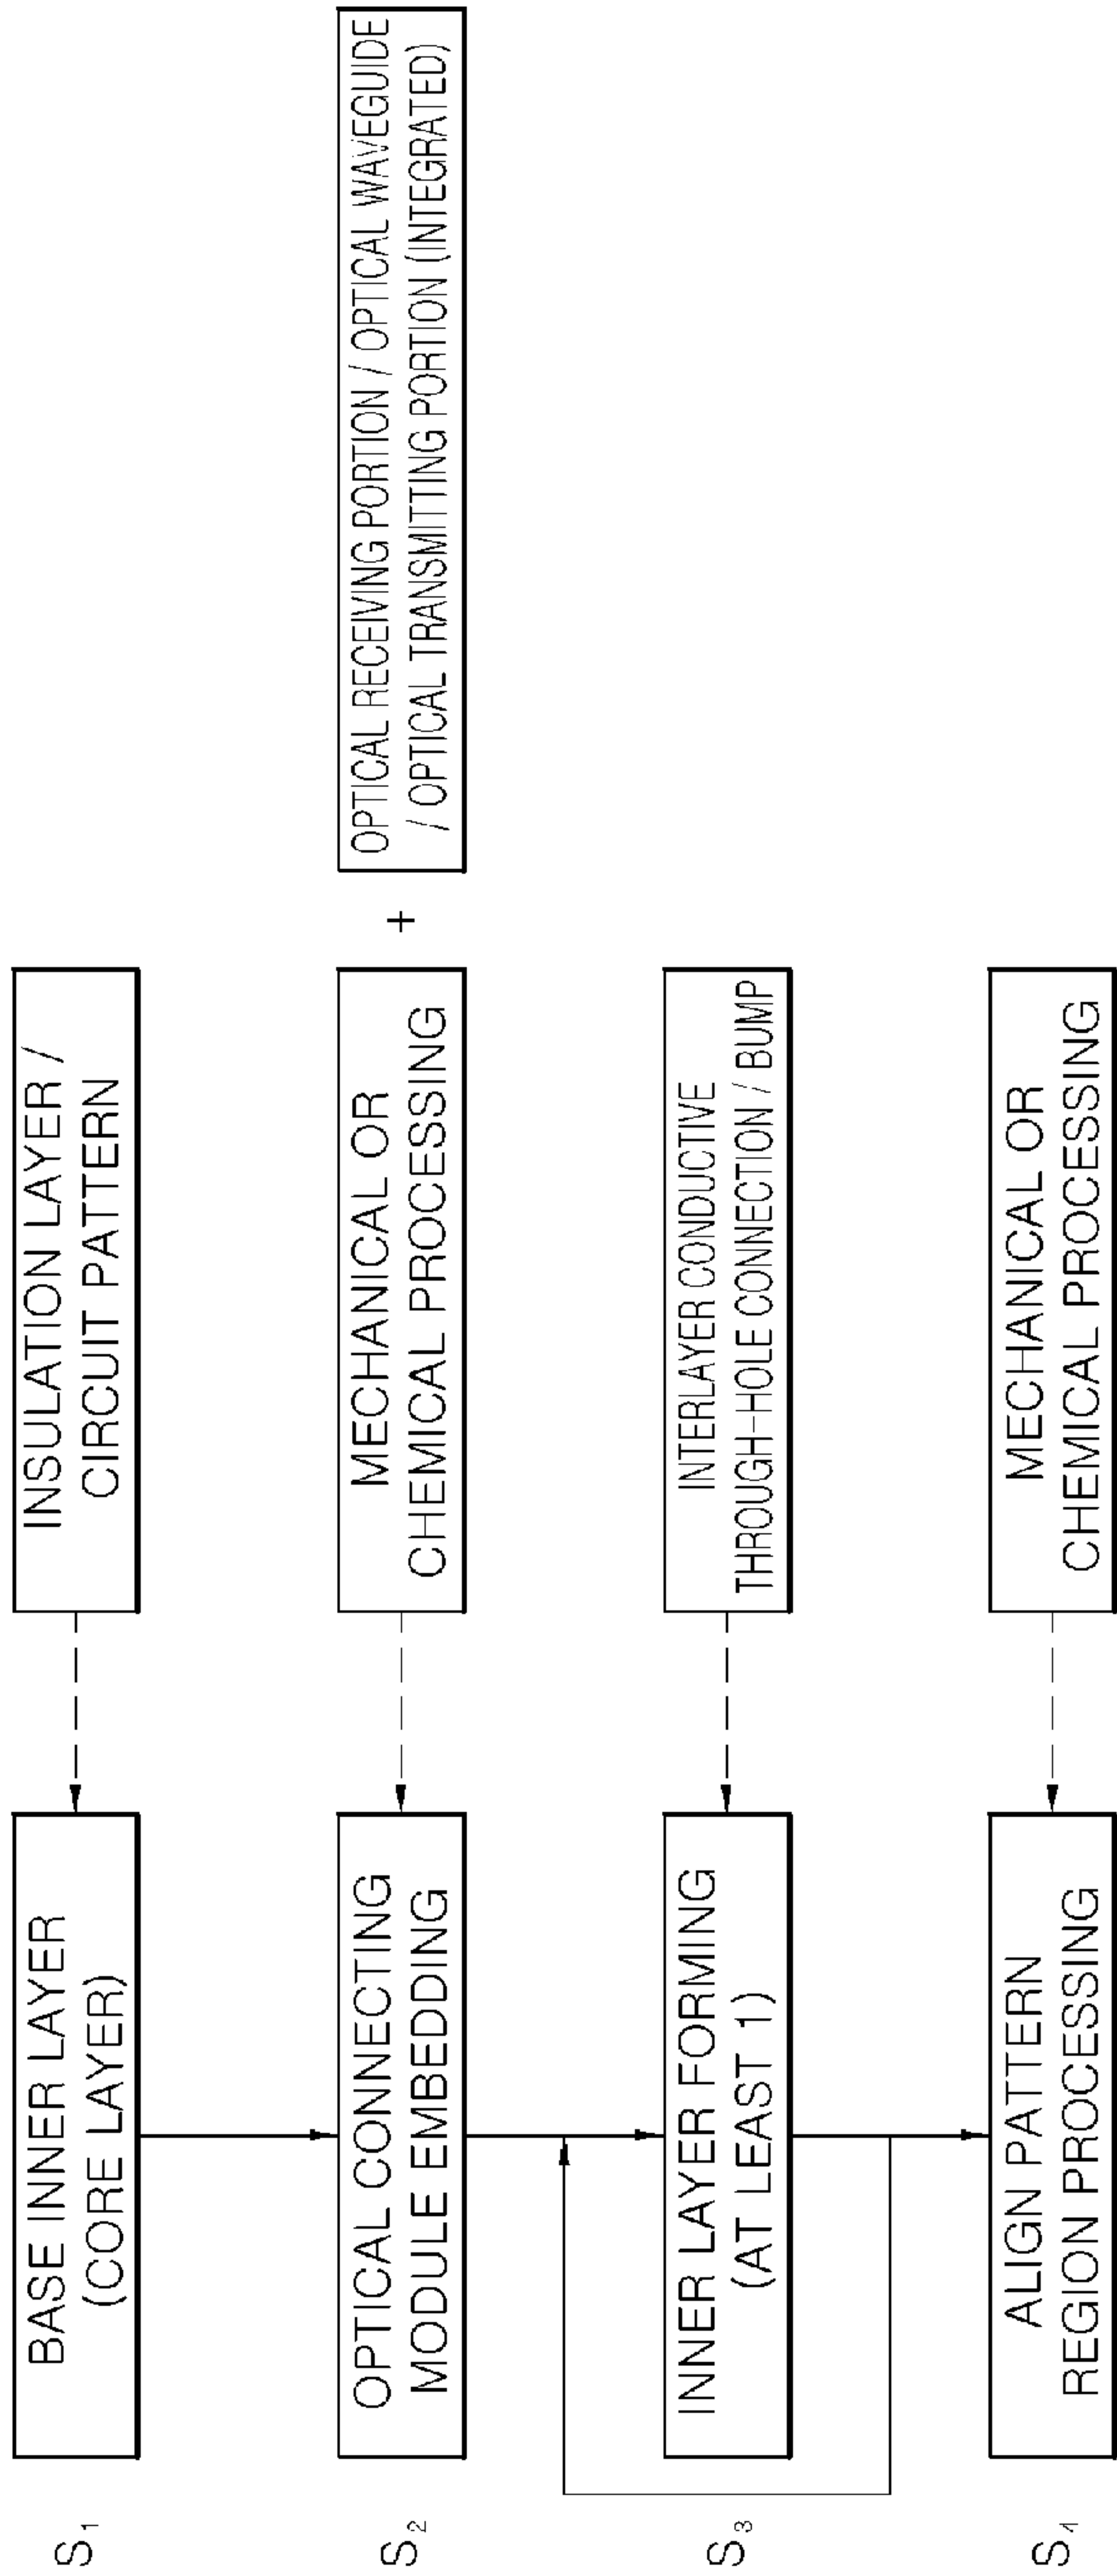 S1
BASE INNER LAYER
(CORE LAYER)
INSULATION LAYER /
CIRCUIT PATTERN
S2
OPTICAL CONNECTING
MODULE EMBEDDING
MECHANICAL OR
CHEMICAL PROCESSING
+
OPTICAL RECEIVING PORTION / OPTICAL WAVEGUIDE
/ OPTICAL TRANSMITTING PORTION (INTEGRATED)
S3
INNER LAYER FORMING
(AT LEAST 1)
INTERLAYER CONDUCTIVE
THROUGH-HOLE CONNECTION / BUMP
S4
ALIGN PATTERN
REGION PROCESSING
MECHANICAL OR
CHEMICAL PROCESSING